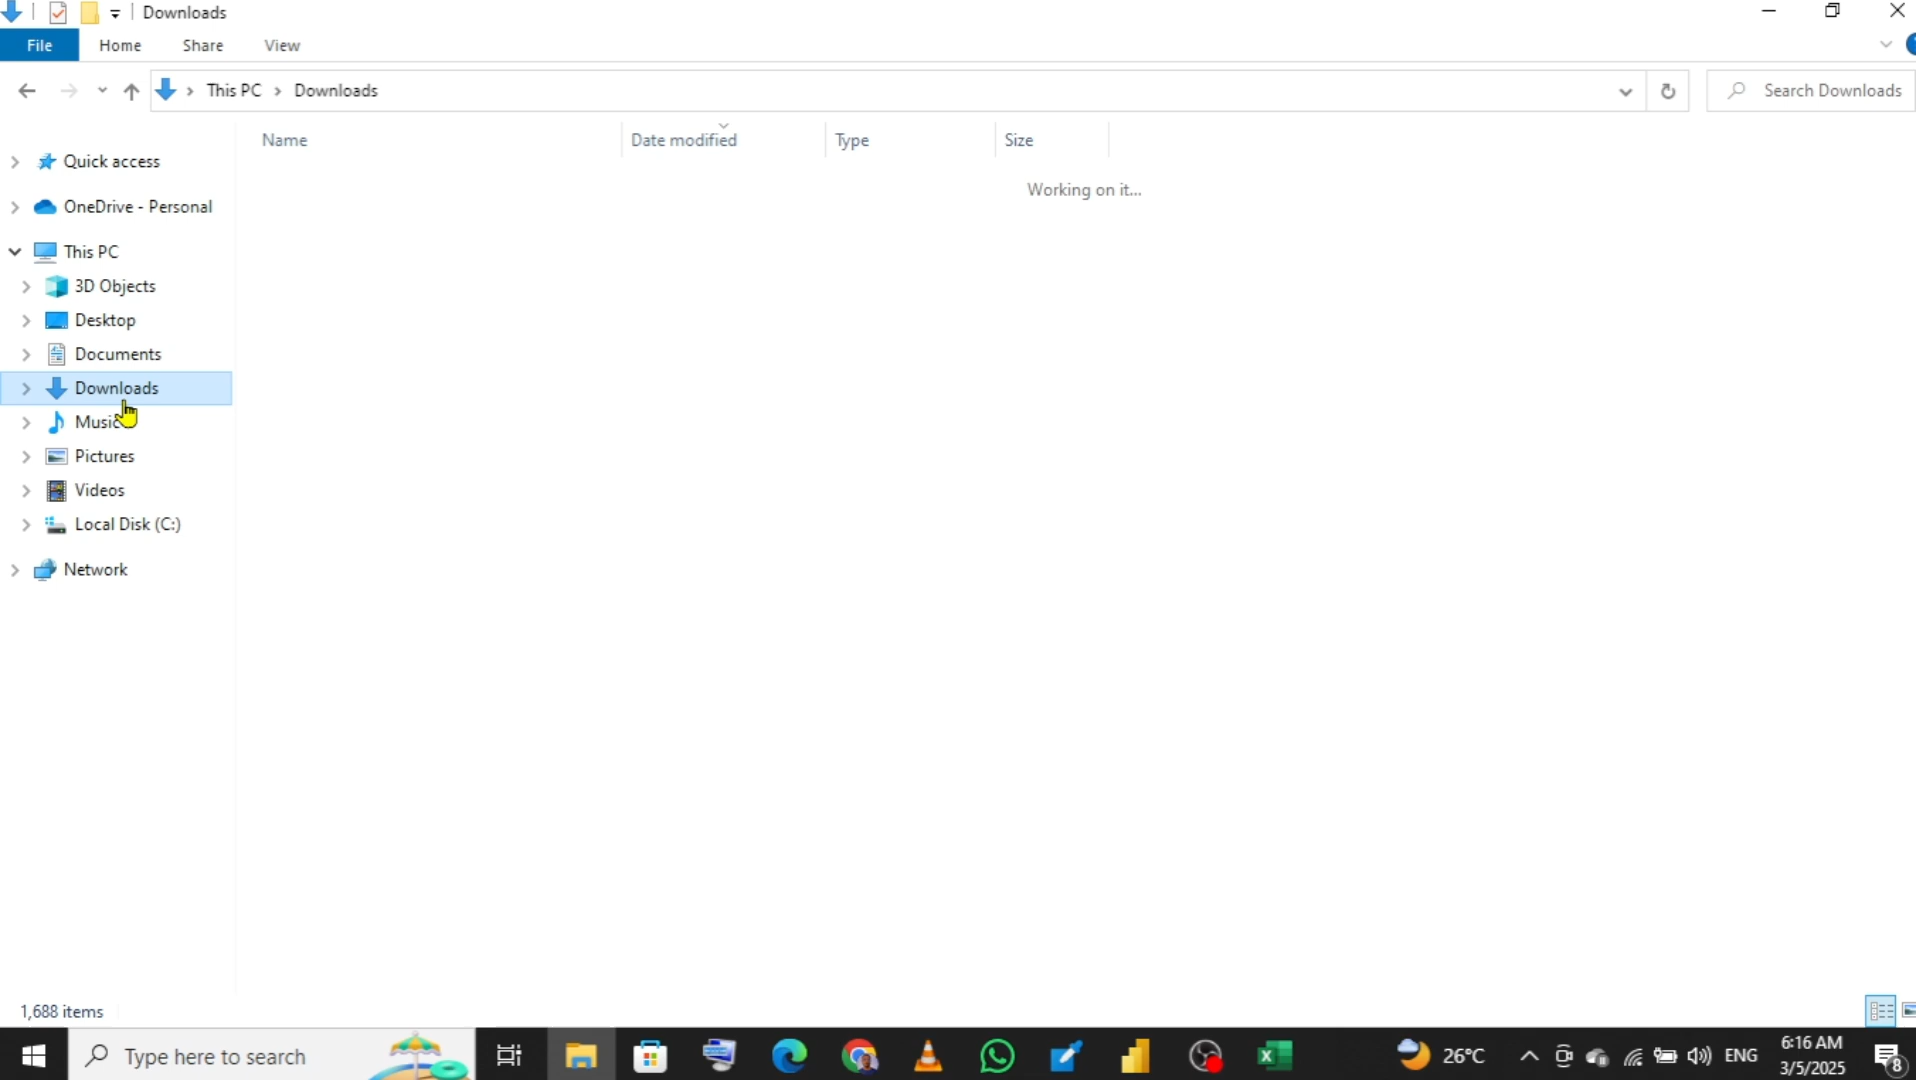 Downloads
File Home Share View
This PC > Downloads
Search Downloads
Name Date modified Type Size
Working on it...
Quick access
OneDrive - Personal
This PC
3D Objects
Desktop
Documents
Downloads
Music
Pictures
Videos
Local Disk (C:)
Network
1,688 items
Type here to search
26°C
ENG
6:16 AM
3/5/2025
8